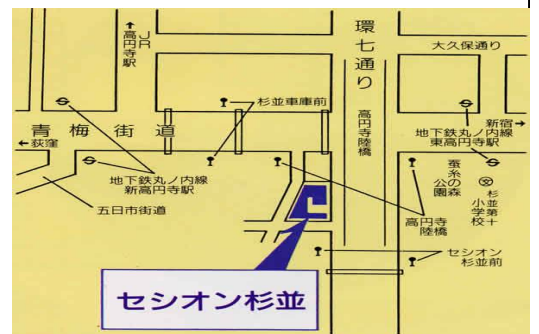 ↑
高円寺駅
JR
環七通り
大久保通り
杉並車庫前
高円寺陸橋
新宿→
青梅街道
←荻窪
地下鉄丸ノ内線
東高円寺駅
地下鉄丸ノ内線
新高円寺駅
蚕糸の森
公園
杉並第十
小学校
五日市街道
高円寺
陸橋
セシオン
杉並前
セシオン杉並